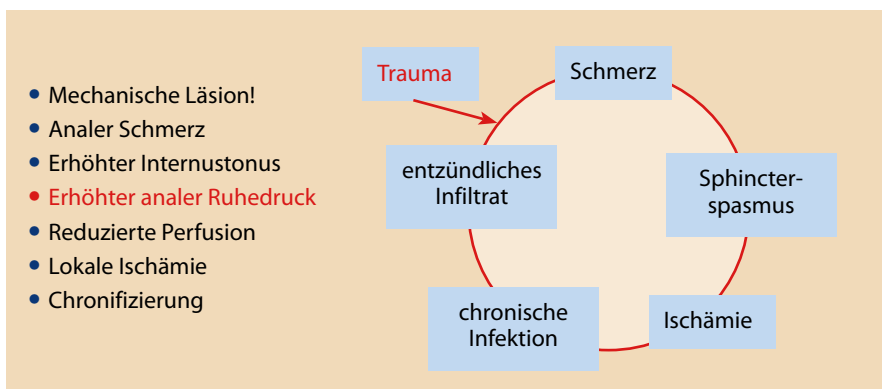 • Mechanische Läsion!
• Analer Schmerz
• Erhöhter Internustonus
• Erhöhter analer Ruhedruck
• Reduzierte Perfusion
• Lokale Ischämie
• Chronifizierung
Trauma
Schmerz
Sphincter-
spasmus
Ischämie
chronische
Infektion
entzündliches
Infiltrat